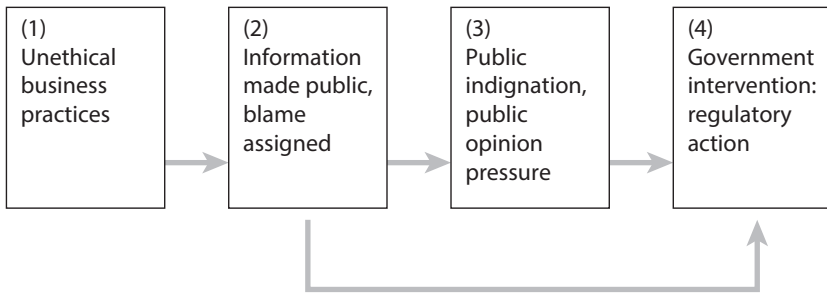 (1)
Unethical
business
practices
(2)
Information
made public,
blame
assigned
(3)
Public
indignation,
public
opinion
pressure
(4)
Government
intervention:
regulatory
action